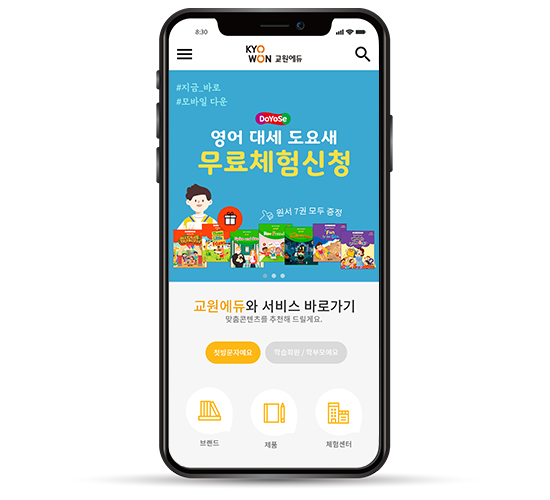 8:30
KYO
WON 교원에듀
#지금_바로
#모바일 다운
DoYoSe
영어 대세 도요새
무료체험신청
원서 7권 모두 증정
교원에듀와 서비스 바로가기
맞춤콘텐츠를 추천해 드릴게요.
첫방문자예요
학습회원 / 학부모예요
브랜드
제품
체험센터